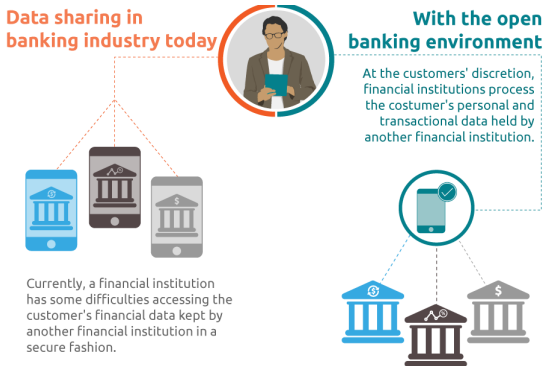 Data sharing in
banking industry today
With the open
banking environment
At the customers' discretion,
financial institutions process
the costumer's personal and
transactional data held by
another financial institution.
$
$
$
Currently, a financial institution
has some difficulties accessing the
customer's financial data kept by
another financial institution in a
secure fashion.